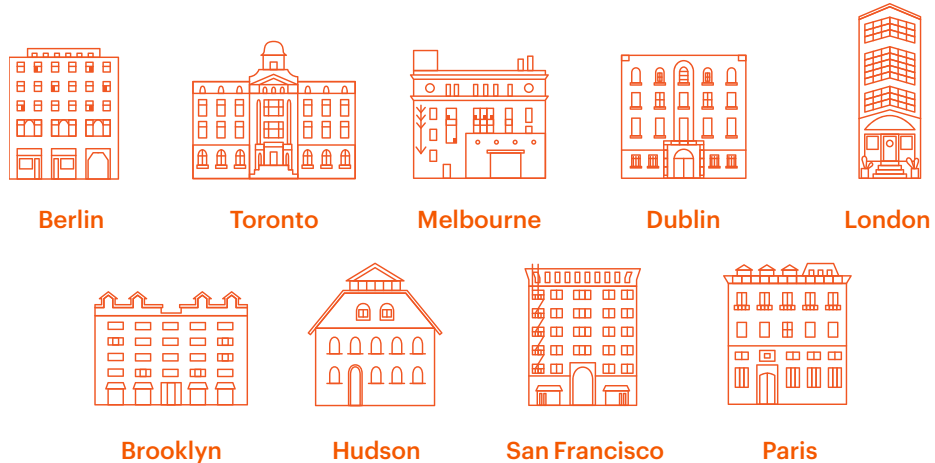 Berlin
Toronto
Melbourne
Dublin
London
Brooklyn
Hudson
San Francisco
Paris